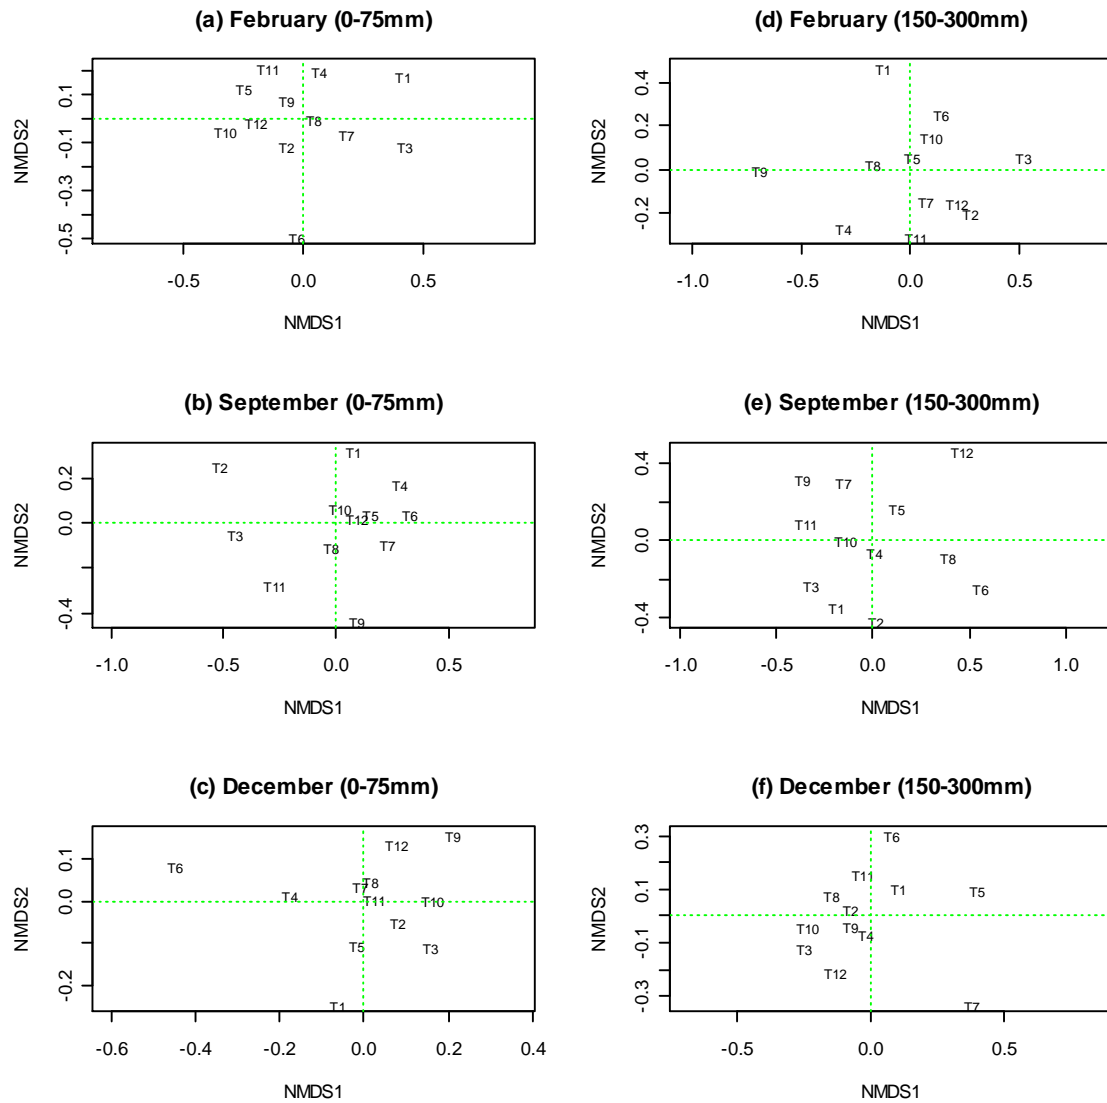 (a) February (0-75mm)
T11 T4 T1
T5
T9
T12 T8
T10 T7
T2 T3
T6
0.1
-0.1
-0.3
-0.5
NMDS2
-0.5 0.0 0.5
NMDS1
(d) February (150-300mm)
T1
T6
T10
T5 T3
T8
T9
T7 T12
T2
T4
T11
0.4
0.2
0.0
-0.2
NMDS2
-1.0 -0.5 0.0 0.5
NMDS1
(b) September (0-75mm)
T1
T2
T4
T10
T12 T5 T6
T3
T8 T7
T11
T9
0.2
0.0
-0.4
NMDS2
-1.0 -0.5 0.0 0.5
NMDS1
(e) September (150-300mm)
T12
T9 T7
T5
T11
T10
T4 T8
T3 T6
T1
T2
0.4
0.0
-0.4
NMDS2
-1.0 -0.5 0.0 0.5 1.0
NMDS1
(c) December (0-75mm)
T9
T12
T6
T8
T7
T4 T11 T10
T2
T5 T3
T1
0.1
0.0
-0.2
NMDS2
-0.6 -0.4 -0.2 0.0 0.2 0.4
NMDS1
(f) December (150-300mm)
T6
T11
T1 T5
T8
T2
T10 T9
T4
T3
T12
T7
0.3
0.1
-0.1
-0.3
NMDS2
-0.5 0.0 0.5
NMDS1